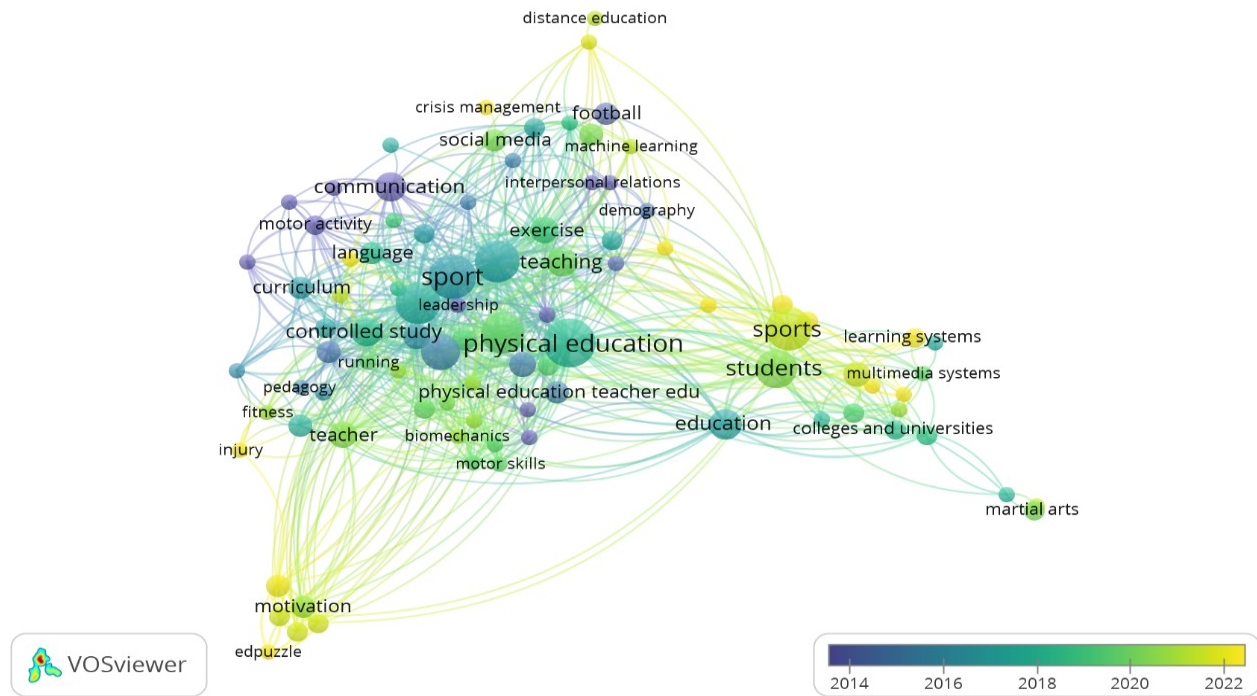 distance education
crisis management
football
social media
machine learning
communication
interpersonal relations
demography
motor activity
exercise
language
teaching
sport
curriculum
leadership
controlled study
physical education
sports
learning systems
running
students
multimedia systems
pedagogy
physical education teacher edu
fitness
education
colleges and universities
teacher
biomechanics
injury
motor skills
martial arts
motivation
edpuzzle
VOSviewer
2014 2016 2018 2020 2022